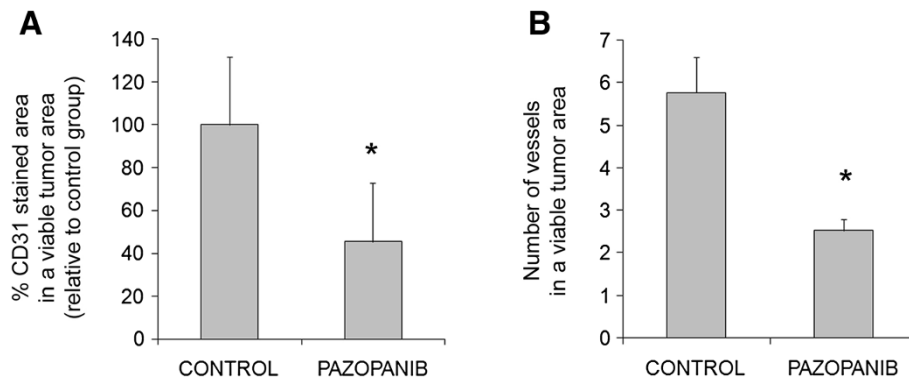 A
% CD31 stained area
in a viable tumor area
(relative to control group)
140
120
100
80
60
40
20
0
*
CONTROL
PAZOPANIB
B
Number of vessels
in a viable tumor area
7
6
5
4
3
2
1
0
*
CONTROL
PAZOPANIB